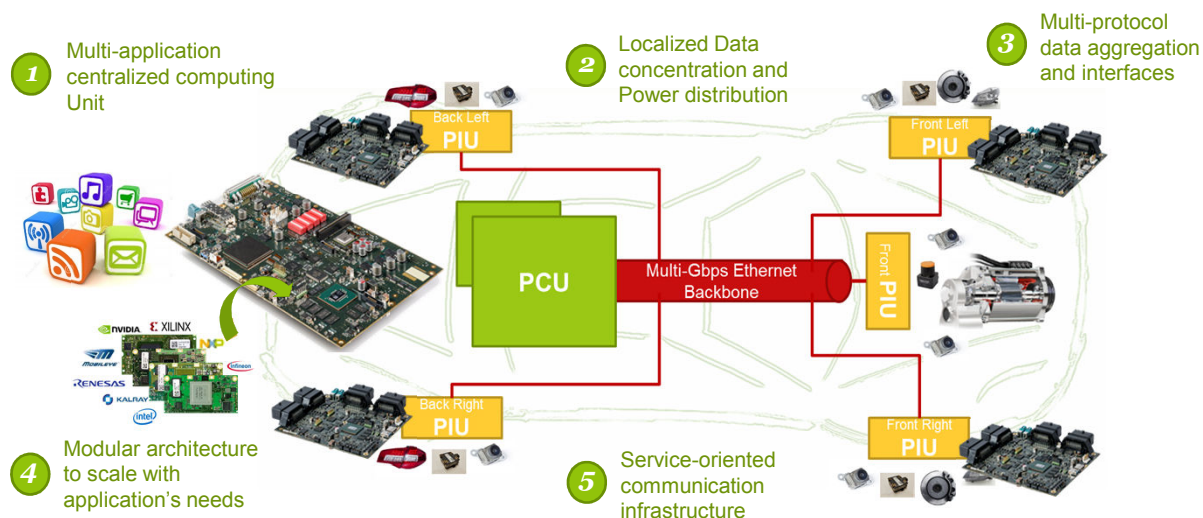 1
Multi-application
centralized computing
Unit
2
Localized Data
concentration and
Power distribution
3
Multi-protocol
data aggregation
and interfaces
Back Left
PIU
Front Left
PIU
PCU
Multi-Gbps Ethernet
Backbone
Front
PIU
NVIDIA
XILINX
NXP
MOBILEYE
infineon
RENESAS
KALRAY
intel
Back Right
PIU
Front Right
PIU
4
Modular architecture
to scale with
application's needs
5
Service-oriented
communication
infrastructure